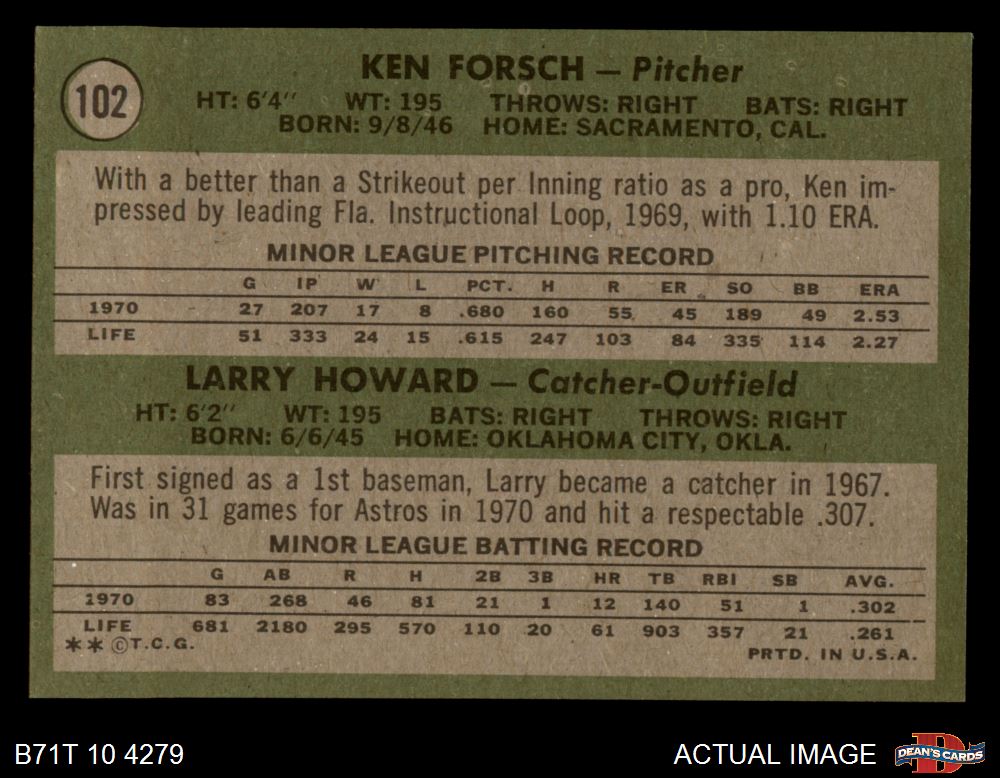 102
KEN FORSCH — Pitcher
HT: 6'4" WT: 195 THROWS: RIGHT BATS: RIGHT
BORN: 9/8/46 HOME: SACRAMENTO, CAL.
With a better than a Strikeout per Inning ratio as a pro, Ken im-
pressed by leading Fla. Instructional Loop, 1969, with 1.10 ERA.
MINOR LEAGUE PITCHING RECORD
G IP W L PCT. H R ER SO BB ERA
1970 27 207 17 8 .680 160 55 45 189 49 2.53
LIFE 51 333 24 15 .615 247 103 84 335 114 2.27
LARRY HOWARD — Catcher-Outfield
HT: 6'2" WT: 195 BATS: RIGHT THROWS: RIGHT
BORN: 6/6/45 HOME: OKLAHOMA CITY, OKLA.
First signed as a 1st baseman, Larry became a catcher in 1967.
Was in 31 games for Astros in 1970 and hit a respectable .307.
MINOR LEAGUE BATTING RECORD
G AB R H 2B 3B HR TB RBI SB AVG.
1970 83 268 46 81 21 1 12 140 51 1 .302
LIFE 681 2180 295 570 110 20 61 903 357 21 .261
** ©T.C.G.
PRTD. IN U.S.A.
B71T 10 4279
ACTUAL IMAGE
D
DEAN'S CARDS